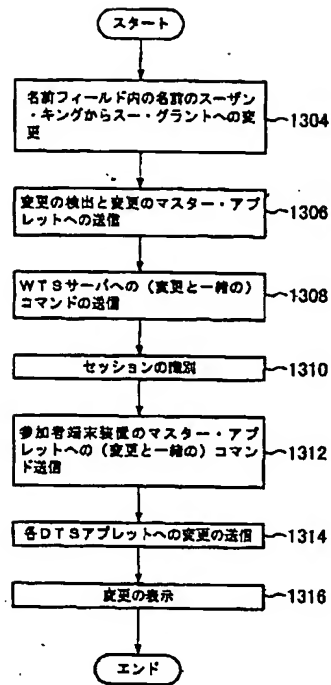 スタート
名前フィールド内の名前のスーザン
・キングからスー・グラントへの変
更
1304
変更の検出と変更のマスター・アプ
レットへの送信
1306
WTSサーバへの(変更と一緒の)
コマンドの送信
1308
セッションの識別
1310
参加者端末装置のマスター・アプ
レットへの(変更と一緒の)コマン
ド送信
1312
各DTSアプレットへの変更の送信
1314
変更の表示
1316
エンド